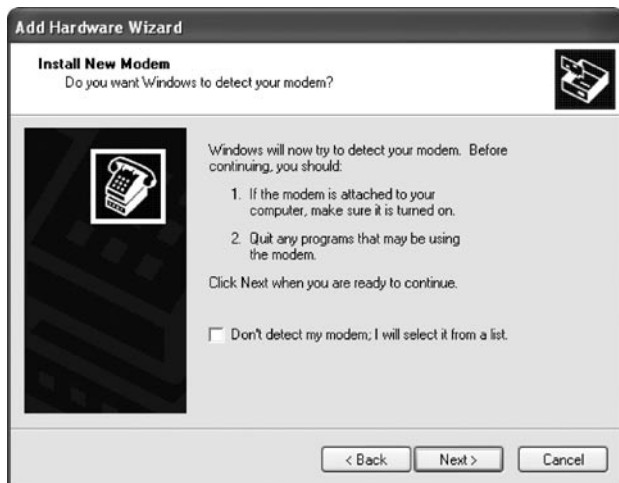 Add Hardware Wizard
Install New Modem
Do you want Windows to detect your modem?
Windows will now try to detect your modem. Before
continuing, you should:
1. If the modem is attached to your
computer, make sure it is turned on.
2. Quit any programs that may be using
the modem.
Click Next when you are ready to continue.
Don't detect my modem; I will select it from a list.
< Back Next > Cancel